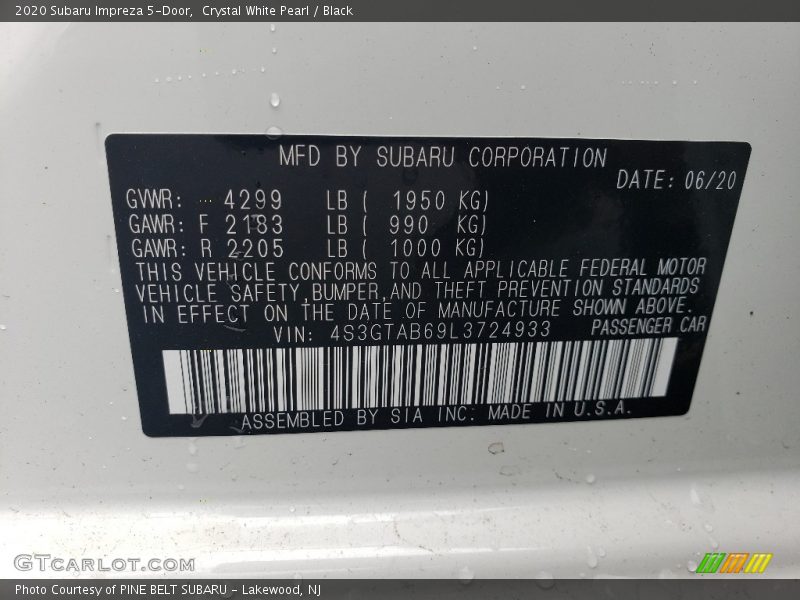 2020 Subaru Impreza 5-Door,  Crystal White Pearl / Black
MFD BY SUBARU CORPORATION
DATE: 06/20
GVWR: 4299 LB ( 1950 KG)
GAWR: F 2183 LB ( 990 KG)
GAWR: R 2205 LB ( 1000 KG)
THIS VEHICLE CONFORMS TO ALL APPLICABLE FEDERAL MOTOR
VEHICLE SAFETY,BUMPER,AND THEFT PREVENTION STANDARDS
IN EFFECT ON THE DATE OF MANUFACTURE SHOWN ABOVE.
VIN: 4S3GTAB69L3724933 PASSENGER CAR
ASSEMBLED BY SIA INC: MADE IN U.S.A.
GTCARLOT.COM
Photo Courtesy of PINE BELT SUBARU - Lakewood, NJ